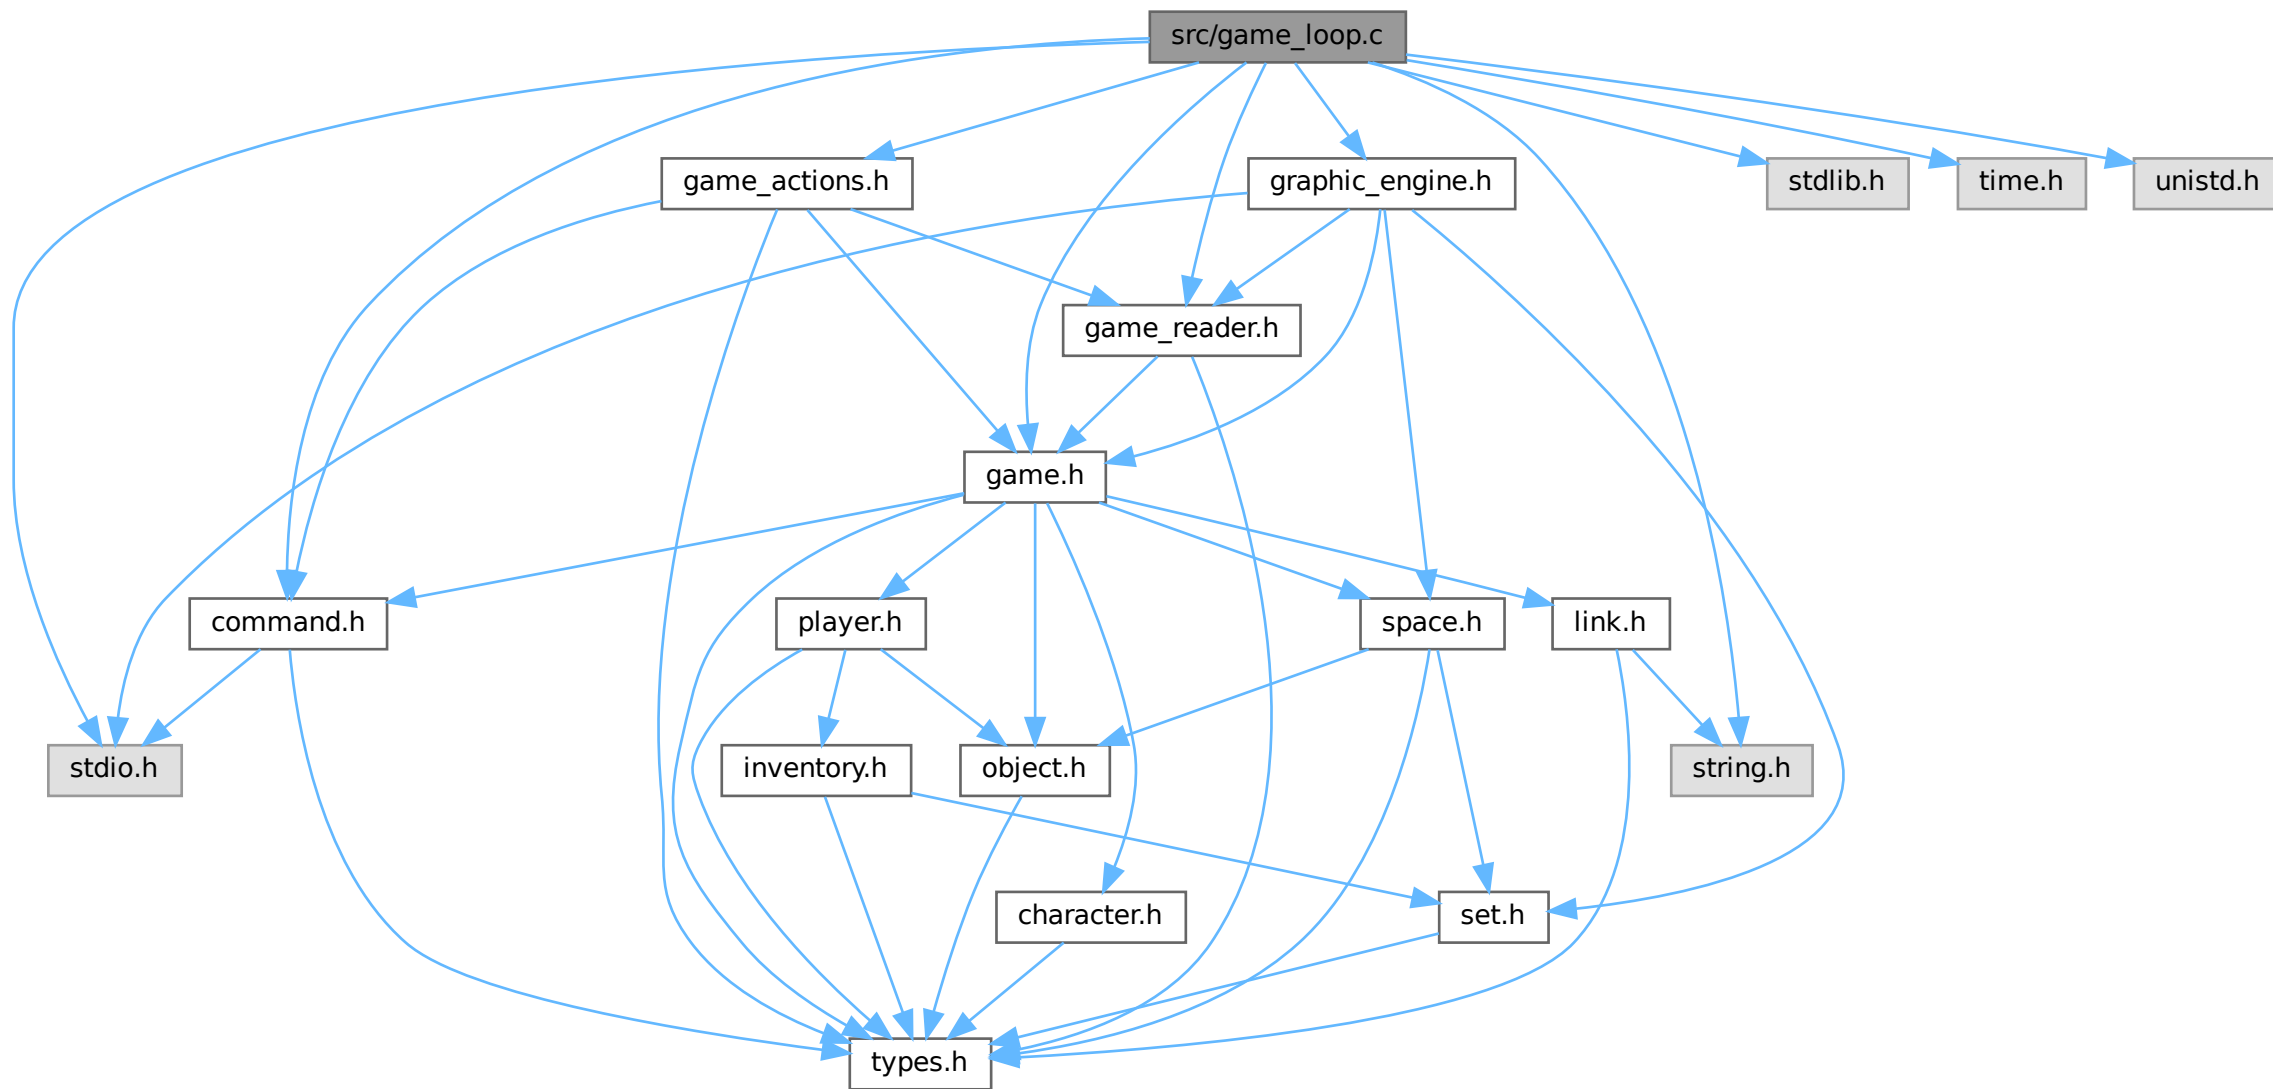 src/game_loop.c
game_actions.h
graphic_engine.h
stdlib.h
time.h
unistd.h
game_reader.h
game.h
command.h
player.h
space.h
link.h
stdio.h
inventory.h
object.h
string.h
character.h
set.h
types.h